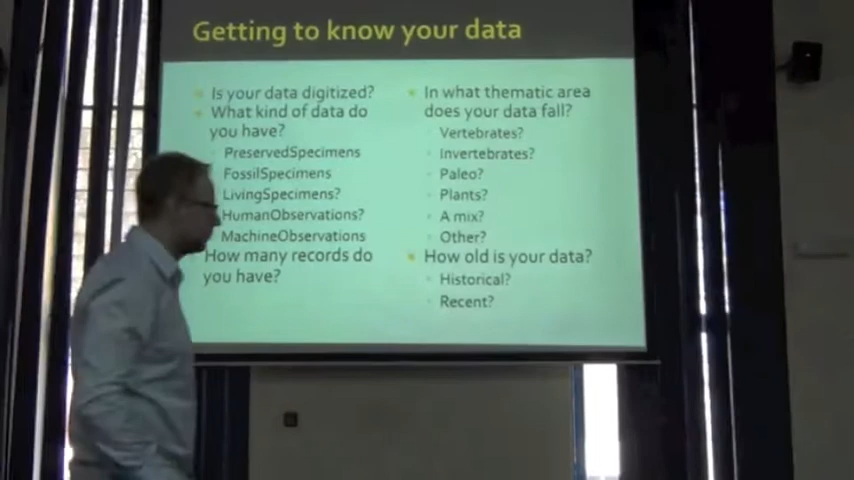 Getting to know your data
Is your data digitized?
What kind of data do
you have?
PreservedSpecimens
FossilSpecimens
LivingSpecimens?
HumanObservations?
MachineObservations
How many records do
you have?
In what thematic area
does your data fall?
Vertebrates?
Invertebrates?
Paleo?
Plants?
A mix?
Other?
How old is your data?
Historical?
Recent?